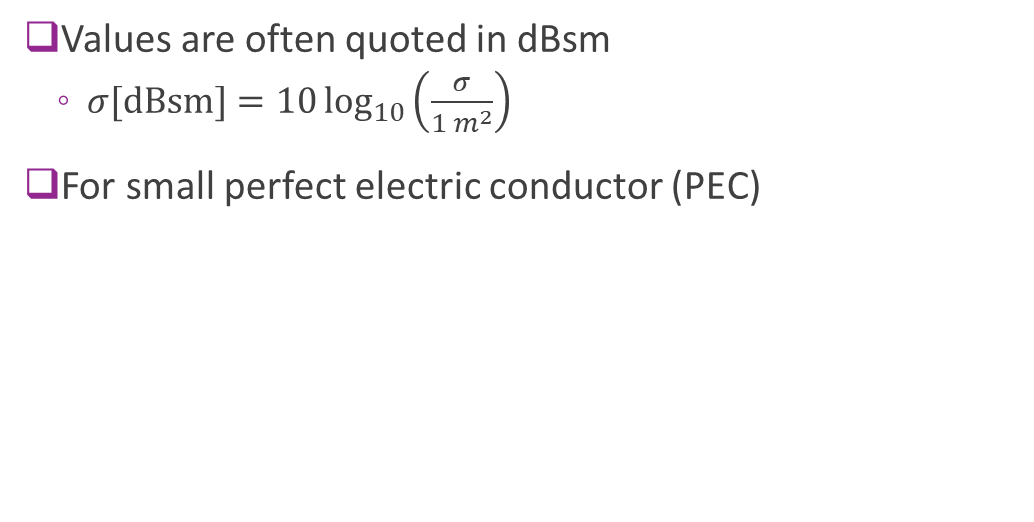 ❑Values are often quoted in dBsm
◦ σ[dBsm] = 10 log₁₀ (σ / 1 m²)
❑For small perfect electric conductor (PEC)